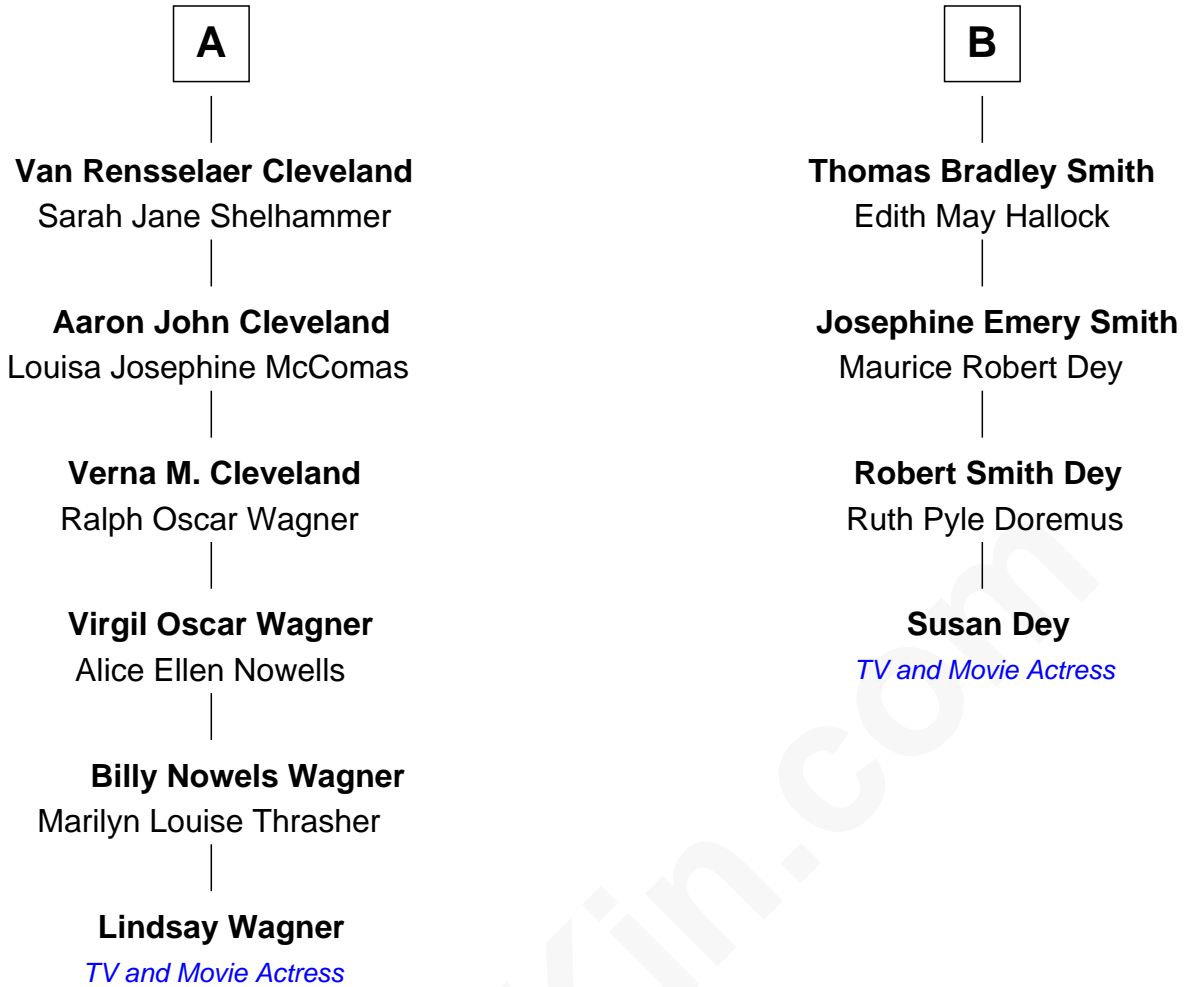 A
Van Rensselaer Cleveland
Sarah Jane Shelhammer
Aaron John Cleveland
Louisa Josephine McComas
Verna M. Cleveland
Ralph Oscar Wagner
Virgil Oscar Wagner
Alice Ellen Nowells
Billy Nowels Wagner
Marilyn Louise Thrasher
Lindsay Wagner
TV and Movie Actress
B
Thomas Bradley Smith
Edith May Hallock
Josephine Emery Smith
Maurice Robert Dey
Robert Smith Dey
Ruth Pyle Doremus
Susan Dey
TV and Movie Actress